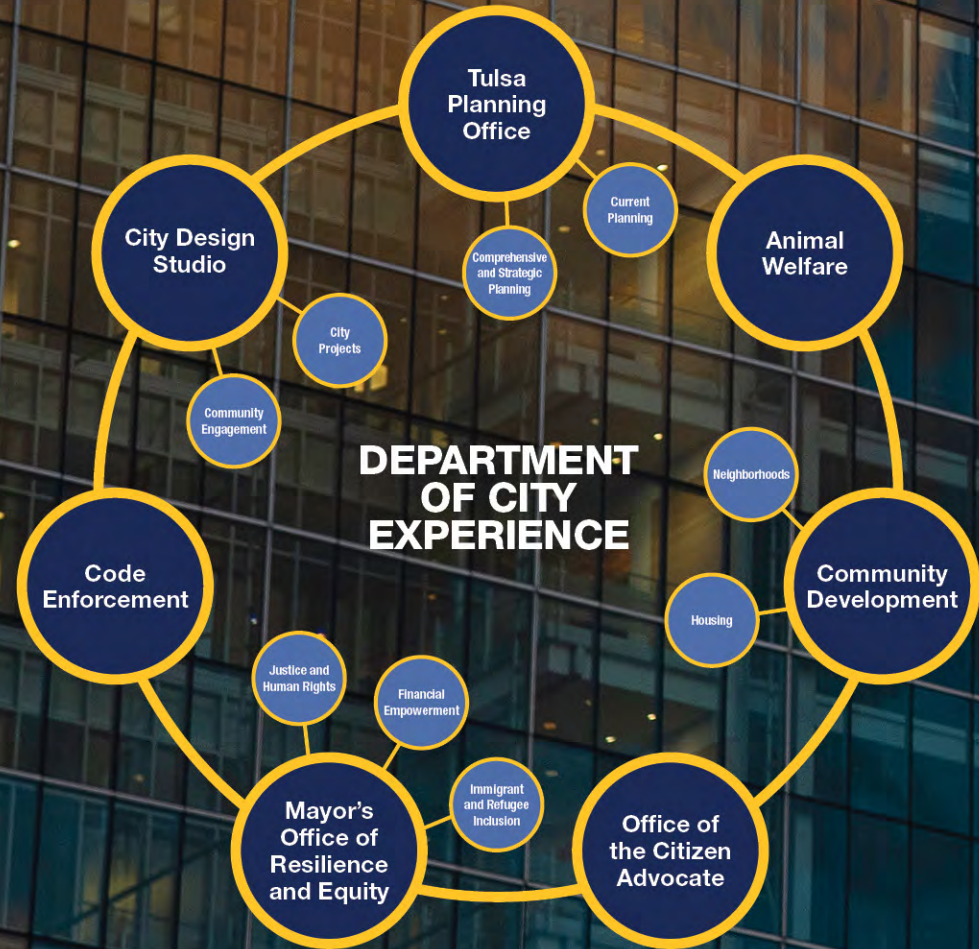 Tulsa
Planning
Office
Current
Planning
Comprehensive
and Strategic
Planning
City Design
Studio
City
Projects
Community
Engagement
Animal
Welfare
DEPARTMENT
OF CITY
EXPERIENCE
Neighborhoods
Housing
Community
Development
Code
Enforcement
Justice and
Human Rights
Financial
Empowerment
Immigrant
and Refugee
Inclusion
Mayor's
Office of
Resilience
and Equity
Office of
the Citizen
Advocate